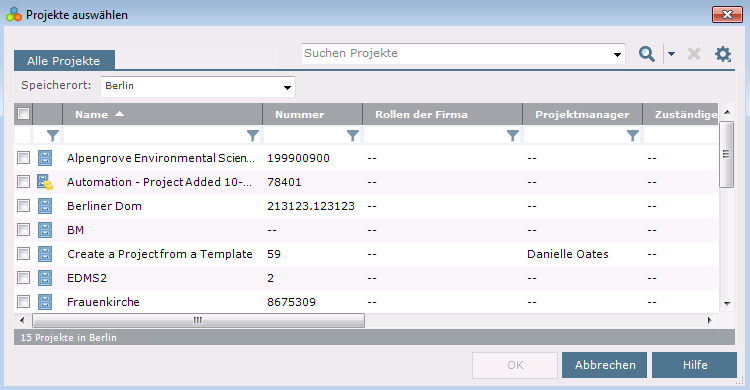 Projekte auswählen
Suchen Projekte
Alle Projekte
Speicherort: Berlin
Name Nummer Rollen der Firma Projektmanager Zuständige
Alpengrove Environmental Scien... 199900900 -- -- --
Automation - Project Added 10-... 78401 -- -- --
Berliner Dom 213123.123123 -- -- --
BM -- -- -- --
Create a Project from a Template 59 -- Danielle Oates --
EDMS2 2 -- -- --
Frauenkirche 8675309 -- -- --
15 Projekte in Berlin
OK Abbrechen Hilfe